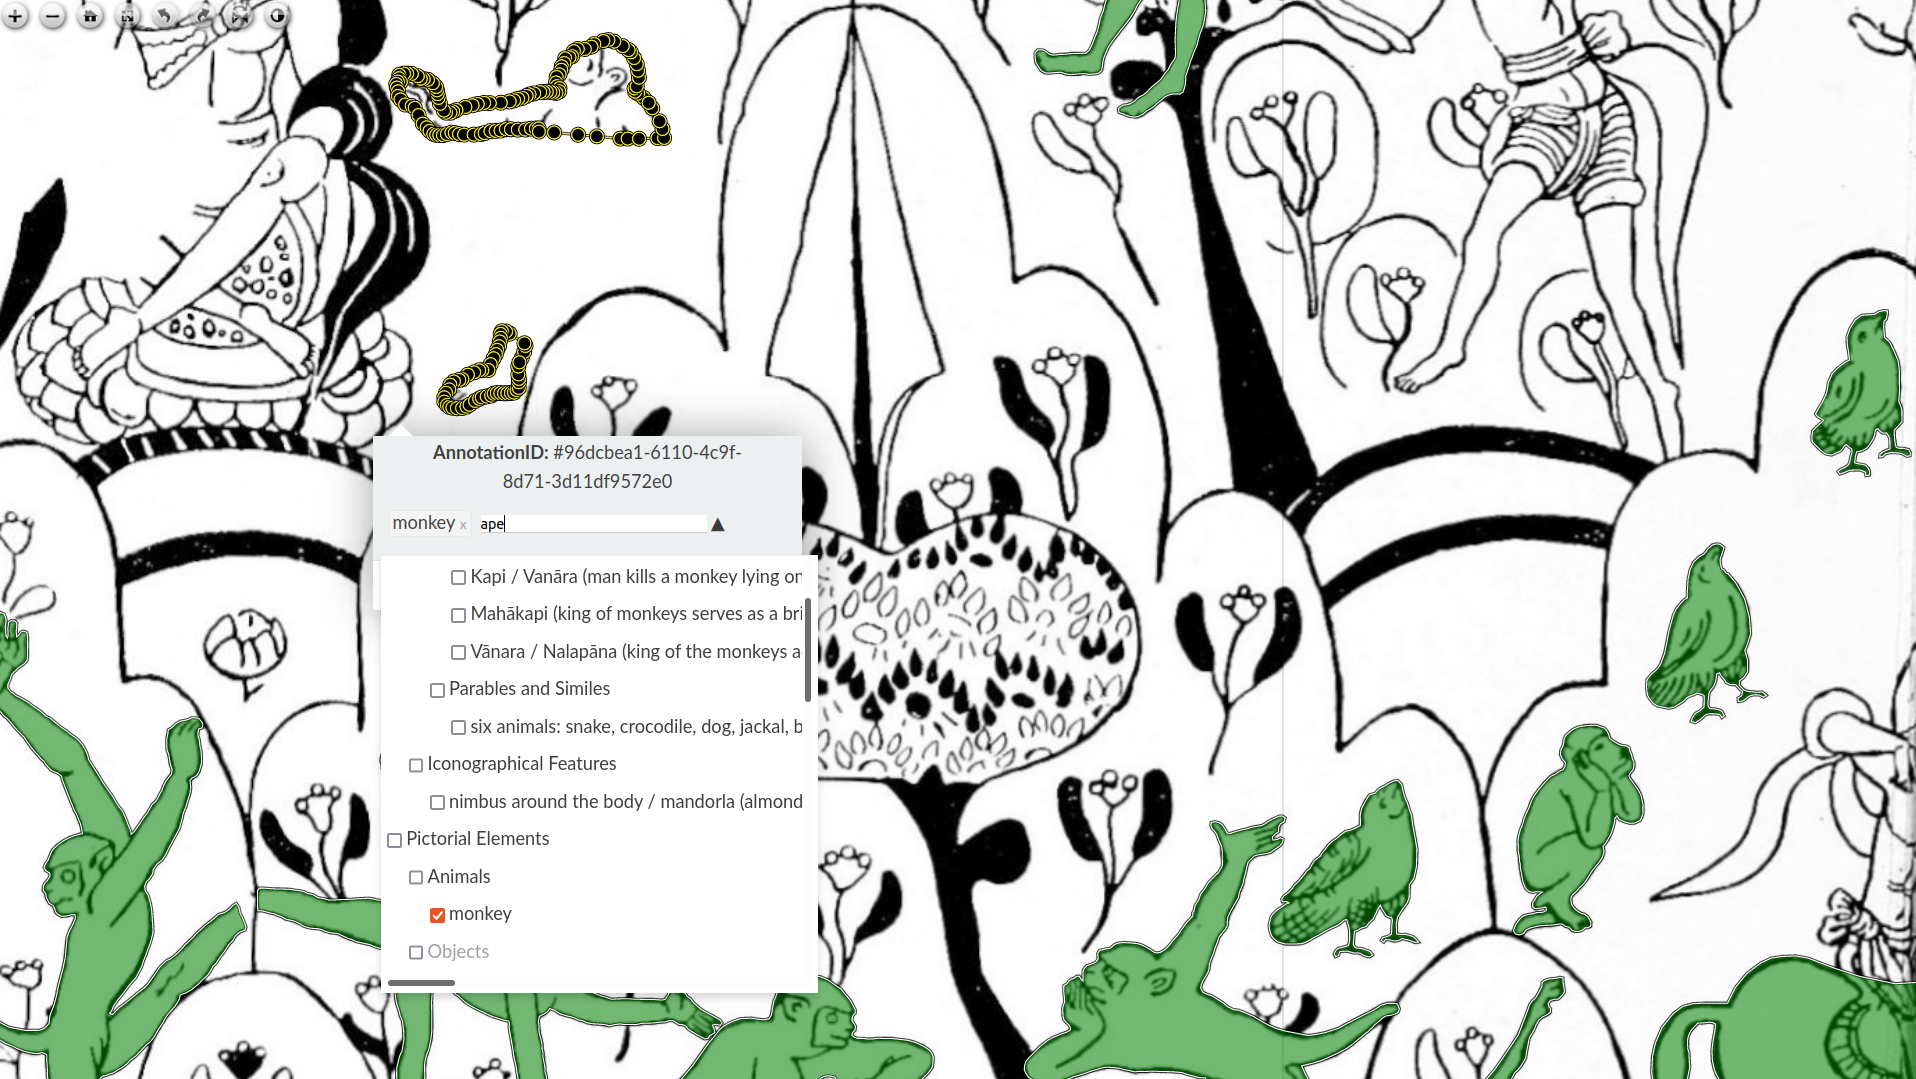 AnnotationID: #96dcbea1-6110-4c9f-
8d71-3d11df9572e0
monkey x ape ▲
Kapi / Vanāra (man kills a monkey lying on
Mahākapi (king of monkeys serves as a bri
Vānara / Nalapāna (king of the monkeys a
Parables and Similes
six animals: snake, crocodile, dog, jackal, b
Iconographical Features
nimbus around the body / mandorla (almond
Pictorial Elements
Animals
monkey
Objects